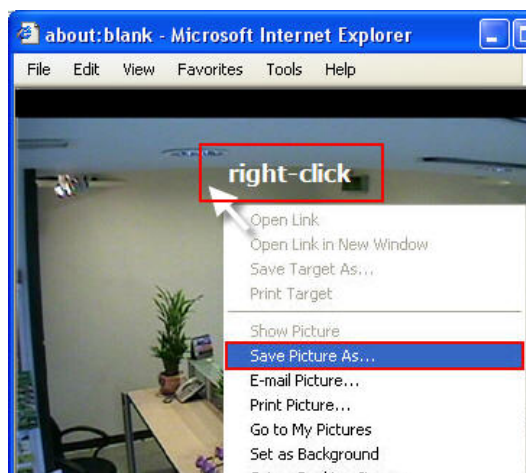 about:blank - Microsoft Internet Explorer
File Edit View Favorites Tools Help
right-click
Open Link
Open Link in New Window
Save Target As...
Print Target
Show Picture
Save Picture As...
E-mail Picture...
Print Picture...
Go to My Pictures
Set as Background